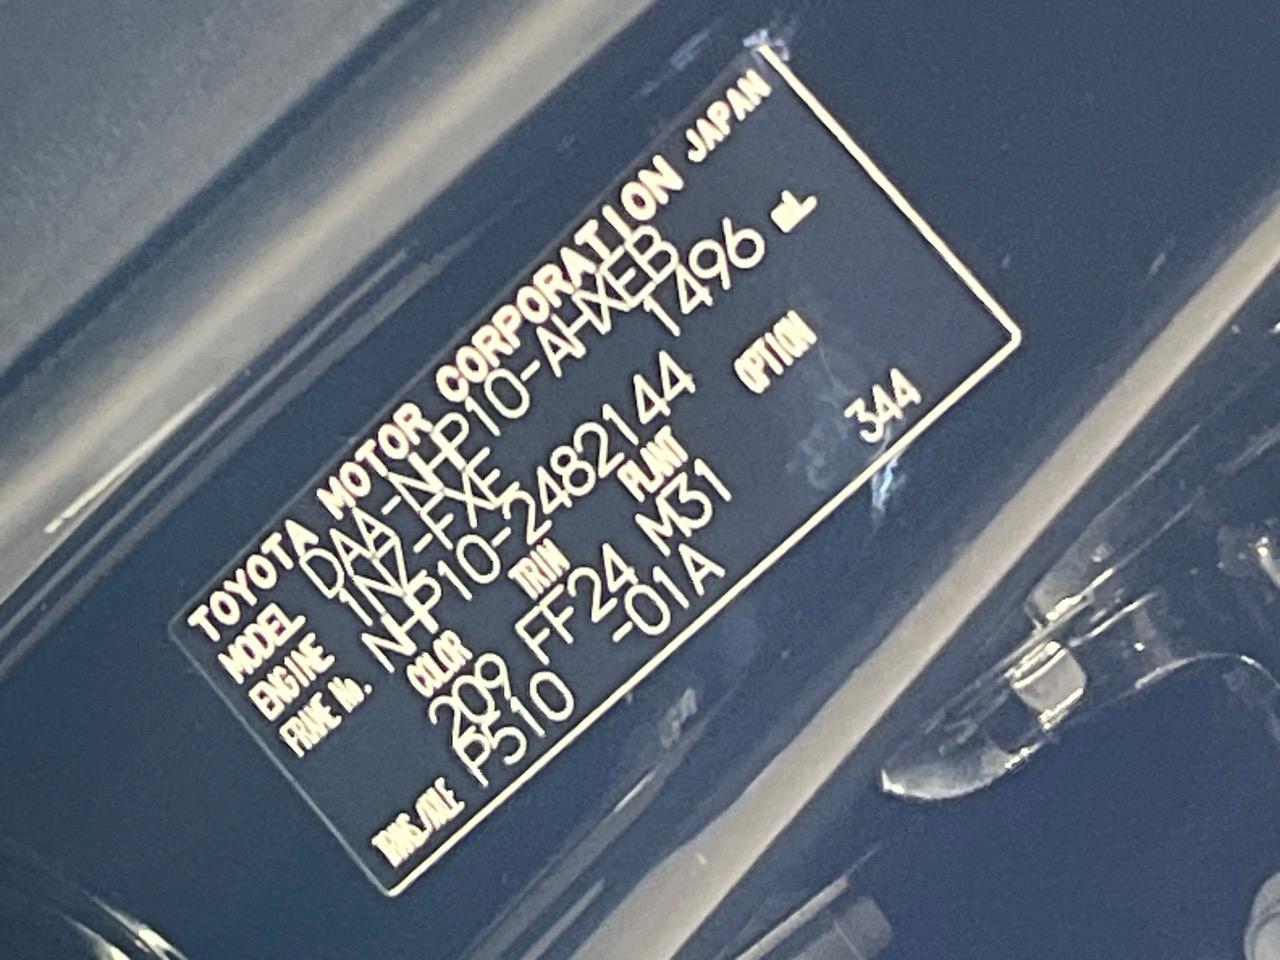 TOYOTA MOTOR CORPORATION JAPAN
MODEL DAA-NHP10-AHXEB
ENGINE 1NZ-FXE 1496 mL
FRAME No. NHP10-2482144
COLOR TRIM PLANT OPTION
209 FF24 M31 344
TRANS./AXLE P510 -01A